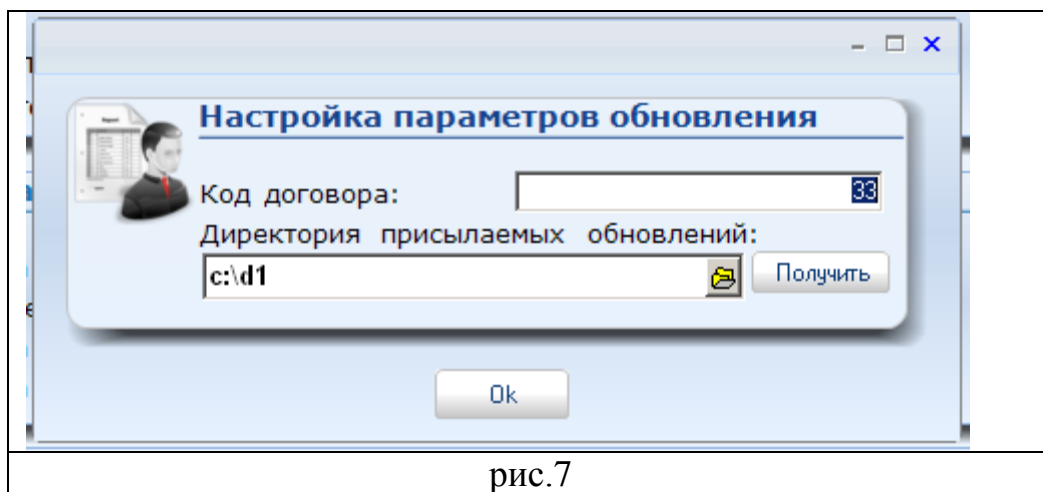 Настройка параметров обновления
Код договора: 33
Директория присылаемых обновлений:
c:\d1 Получить
Ok
рис.7